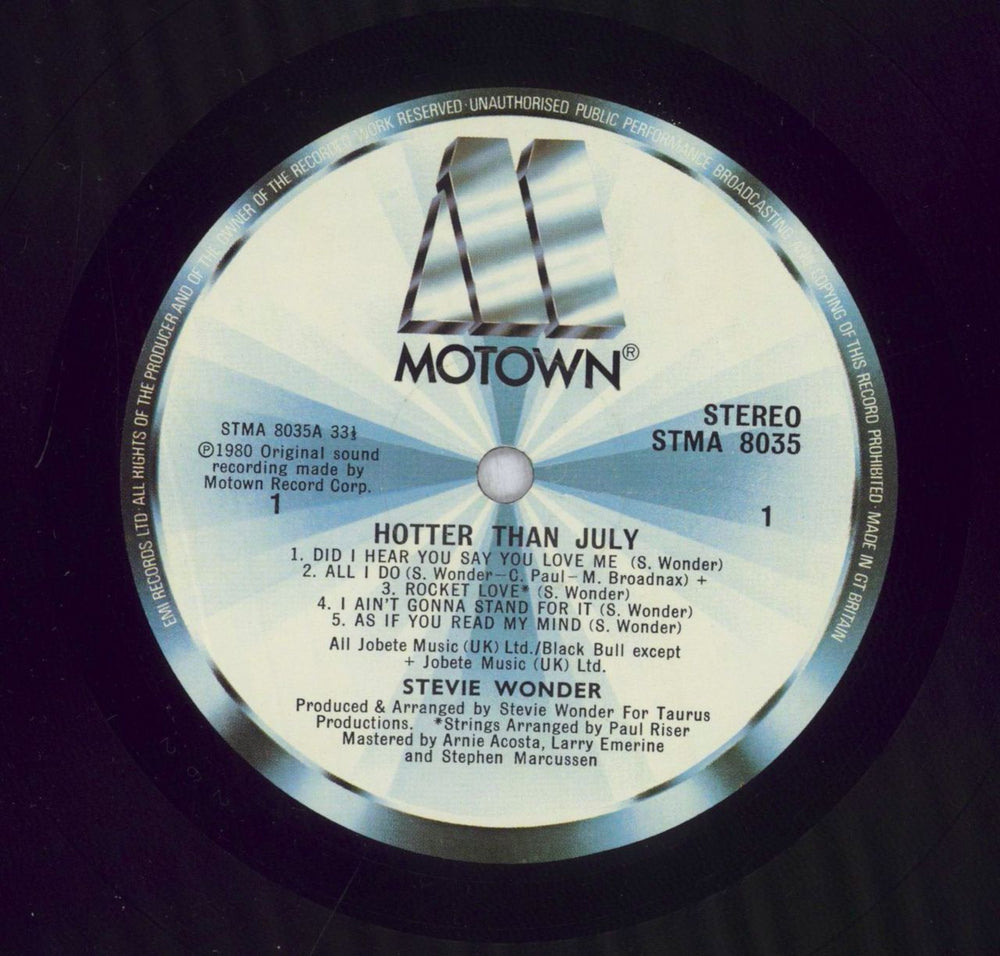 EMI RECORDS LTD·ALL RIGHTS OF THE PRODUCER AND OF THE OWNER OF THE RECORDED WORK RESERVED·UNAUTHORISED PUBLIC PERFORMANCE BROADCASTING AND COPYING OF THIS RECORD PROHIBITED·MADE IN GT BRITAIN
MOTOWN®
STEREO
STMA 8035
STMA 8035A 33⅓
℗1980 Original sound
recording made by
Motown Record Corp.
1
1
HOTTER THAN JULY
1. DID I HEAR YOU SAY YOU LOVE ME (S. Wonder)
2. ALL I DO (S. Wonder–C. Paul–M. Broadnax) +
3. ROCKET LOVE* (S. Wonder)
4. I AIN'T GONNA STAND FOR IT (S. Wonder)
5. AS IF YOU READ MY MIND (S. Wonder)
All Jobete Music (UK) Ltd./Black Bull except
+ Jobete Music (UK) Ltd.
STEVIE WONDER
Produced & Arranged by Stevie Wonder For Taurus
Productions. *Strings Arranged by Paul Riser
Mastered by Arnie Acosta, Larry Emerine
and Stephen Marcussen